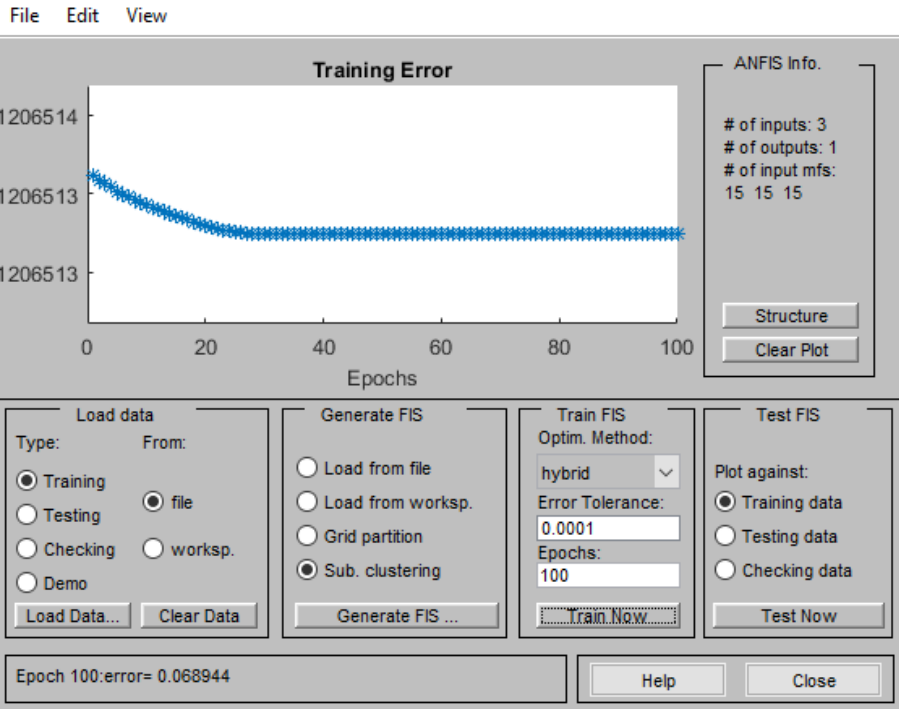 File Edit View
Training Error
1206514
1206513
1206513
0 20 40 60 80 100
Epochs
ANFIS Info.
# of inputs: 3
# of outputs: 1
# of input mfs:
15 15 15
Structure
Clear Plot
Load data
Type: From:
Training
Testing
Checking
Demo
file
worksp.
Load Data... Clear Data
Generate FIS
Load from file
Load from worksp.
Grid partition
Sub. clustering
Generate FIS ...
Train FIS
Optim. Method:
hybrid
Error Tolerance:
0.0001
Epochs:
100
Train Now
Test FIS
Plot against:
Training data
Testing data
Checking data
Test Now
Epoch 100:error= 0.068944
Help Close